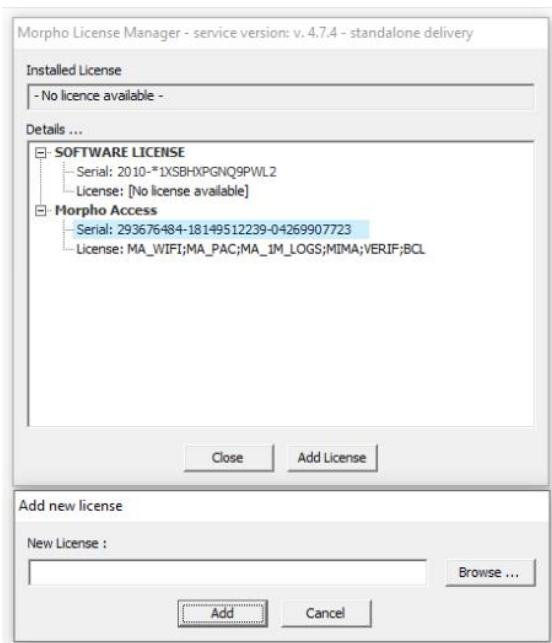 Morpho License Manager - service version: v. 4.7.4 - standalone delivery
Installed License
- No licence available -
Details ...
SOFTWARE LICENSE
Serial: 2010-*1XSBHXPGNQ9PWL2
License: [No license available]
Morpho Access
Serial: 293676484-18149512239-04269907723
License: MA_WIFI;MA_PAC;MA_1M_LOGS;MIMA;VERIF;BCL
Close Add License
Add new license
New License :
Browse ...
Add Cancel